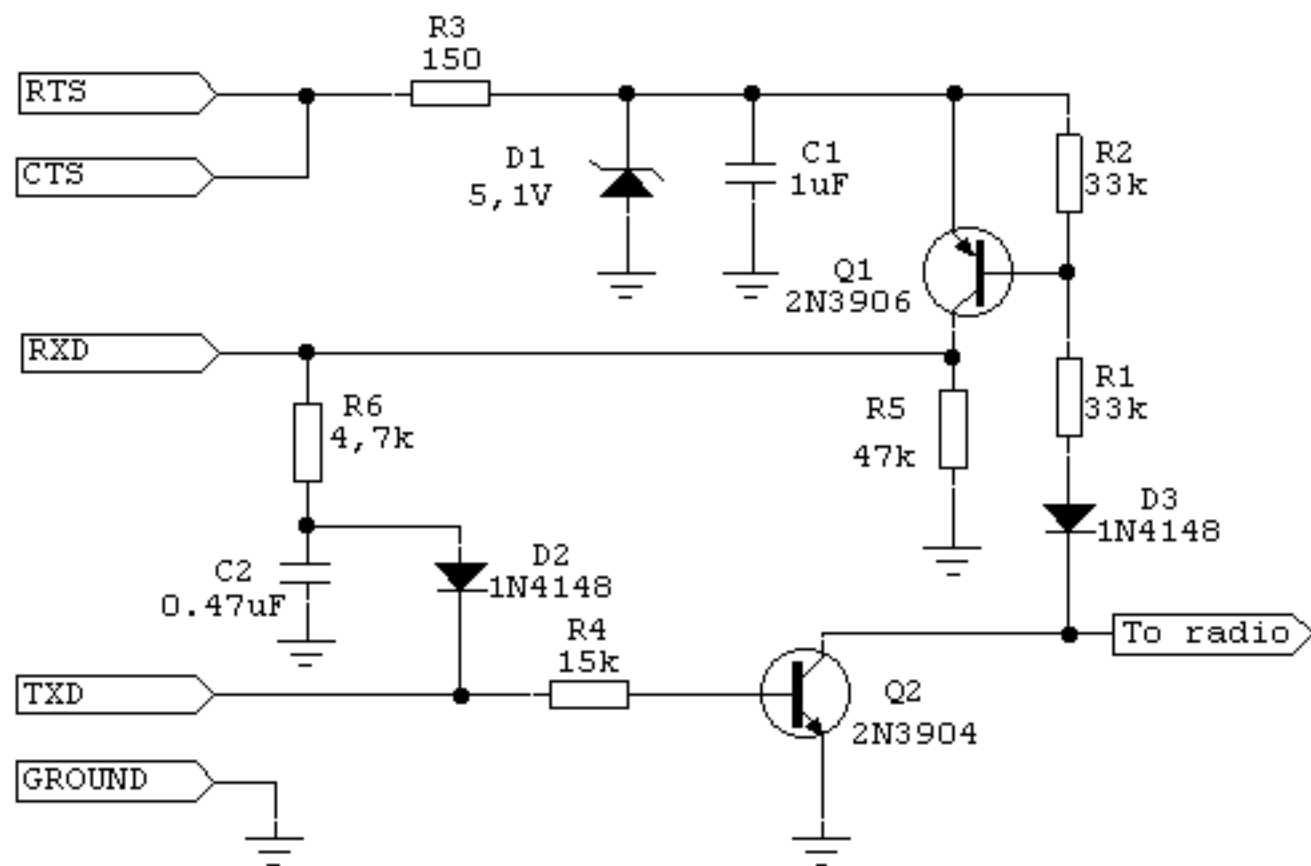 R3
150
RTS
CTS
D1
5,1V
C1
1uF
R2
33k
Q1
2N3906
RXD
R6
4,7k
R5
47k
R1
33k
D3
1N4148
C2
0.47uF
D2
1N4148
R4
15k
To radio
TXD
Q2
2N3904
GROUND